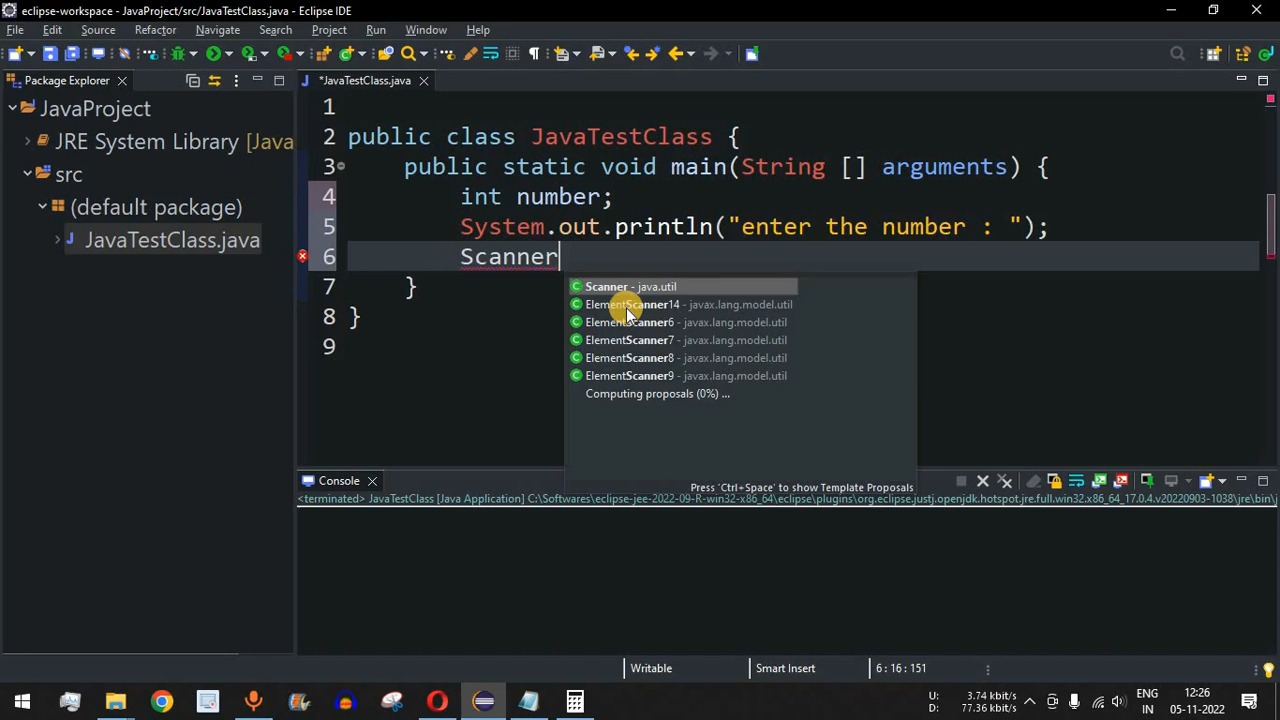 eclipse-workspace - JavaProject/src/JavaTestClass.java - Eclipse IDE
File Edit Source Refactor Navigate Search Project Run Window Help
Package Explorer
*JavaTestClass.java
JavaProject
JRE System Library [Java
src
(default package)
JavaTestClass.java
1
2 public class JavaTestClass {
3 public static void main(String [] arguments) {
4 int number;
5 System.out.println("enter the number : ");
6 Scanner
7 }
8 }
9
Scanner - java.util
ElementScanner14 - javax.lang.model.util
ElementScanner6 - javax.lang.model.util
ElementScanner7 - javax.lang.model.util
ElementScanner8 - javax.lang.model.util
ElementScanner9 - javax.lang.model.util
Computing proposals (0%) ...
Press 'Ctrl+Space' to show Template Proposals
Console
<terminated> JavaTestClass [Java Application] C:\Softwares\eclipse-jee-2022-09-R-win32-x86_64\eclipse\plugins\org.eclipse.justj.openjdk.hotspot.jre.full.win32.x86_64_17.0.4.v20220903-1038\jre\bin\j
Writable Smart Insert 6 : 16 : 151
U: 3.74 kbit/s
D: 77.36 kbit/s
ENG
IN
12:26
05-11-2022